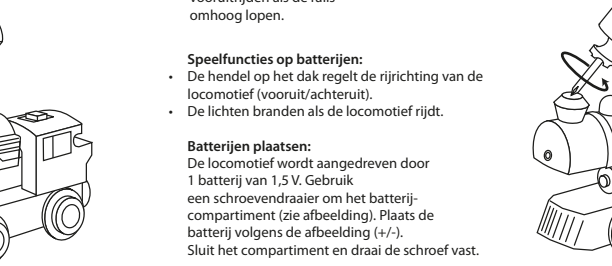 vooruitrijden als de rails
omhoog lopen.
Speelfuncties op batterijen:
• De hendel op het dak regelt de rijrichting van de
locomotief (vooruit/achteruit).
• De lichten branden als de locomotief rijdt.
Batterijen plaatsen:
De locomotief wordt aangedreven door
1 batterij van 1,5 V. Gebruik
een schroevendraaier om het batterij-
compartiment (zie afbeelding). Plaats de
batterij volgens de afbeelding (+/-).
Sluit het compartiment en draai de schroef vast.